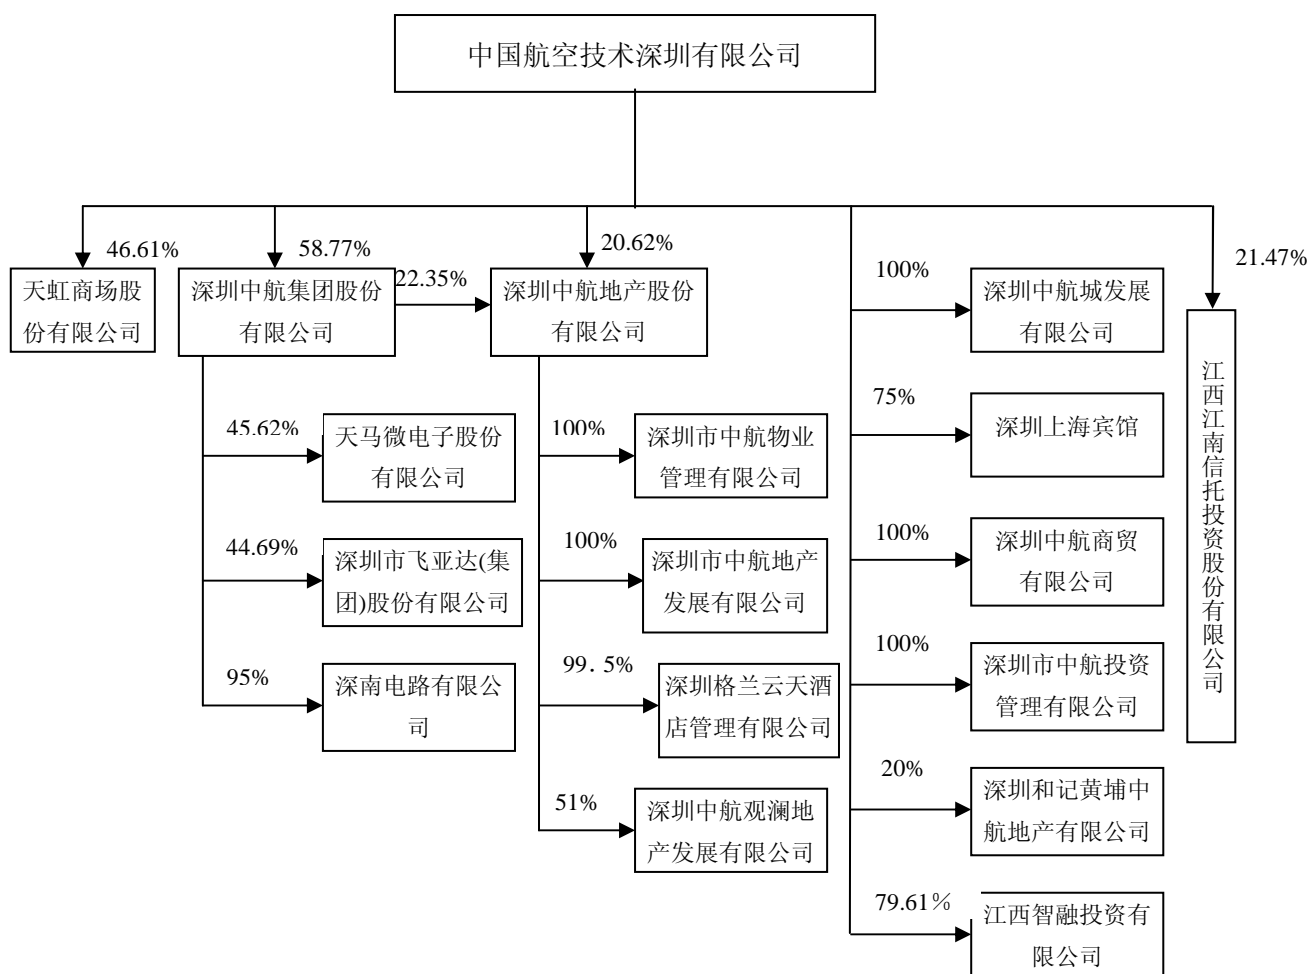 中国航空技术深圳有限公司
46.61%
58.77%
20.62%
22.35%
100%
21.47%
天虹商场股
份有限公司
深圳中航集团股份
有限公司
深圳中航地产股份
有限公司
深圳中航城发展
有限公司
江西江南信托投资股份有限公司
45.62%
天马微电子股份
有限公司
100%
深圳市中航物业
管理有限公司
75%
深圳上海宾馆
44.69%
深圳市飞亚达(集
团)股份有限公司
100%
深圳市中航地产
发展有限公司
100%
深圳中航商贸
有限公司
95%
深南电路有限公
司
99．5%
深圳格兰云天酒
店管理有限公司
100%
深圳市中航投资
管理有限公司
51%
深圳中航观澜地
产发展有限公司
20%
深圳和记黄埔中
航地产有限公司
79.61％
江西智融投资有
限公司